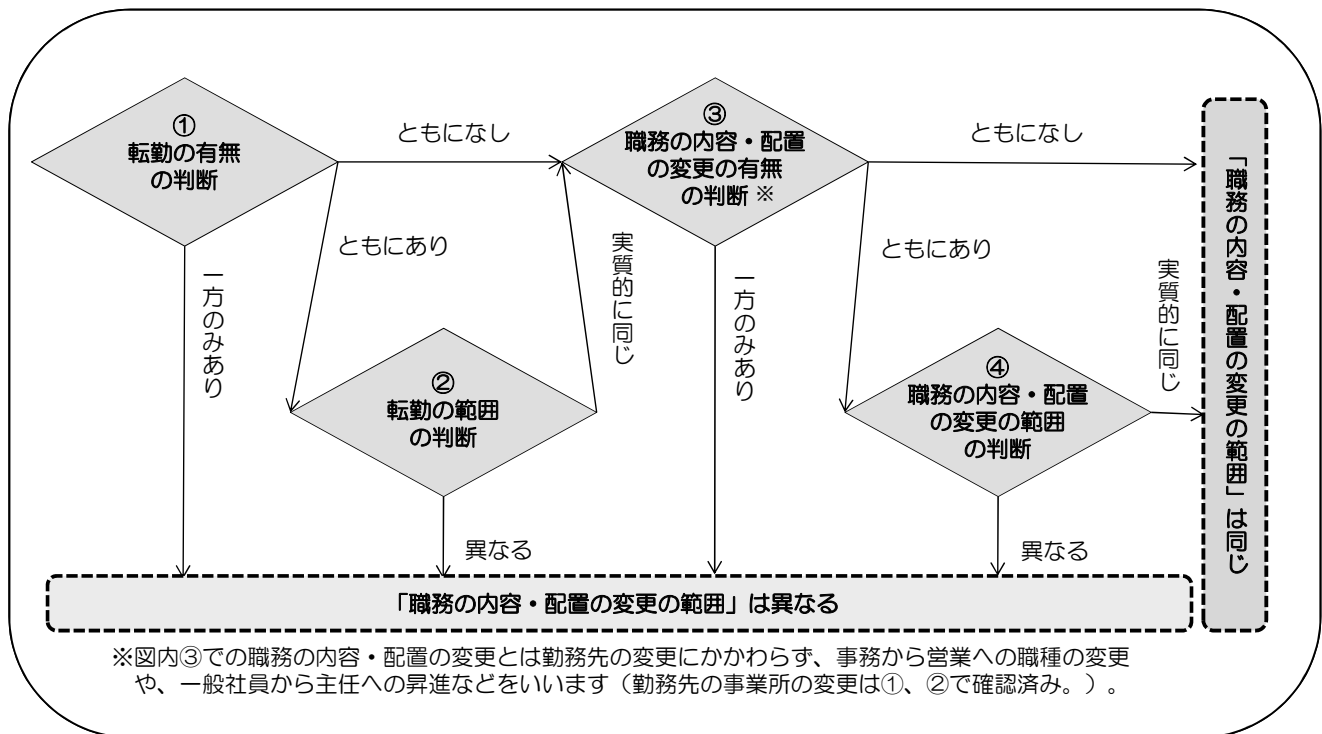 ①
転勤の有無
の判断
ともになし
ともにあり
一方のみあり
②
転勤の範囲
の判断
実質的に同じ
異なる
③
職務の内容・配置
の変更の有無
の判断※
ともになし
ともにあり
一方のみあり
④
職務の内容・配置
の変更の範囲
の判断
実質的に同じ
異なる
「職務の内容・配置の変更の範囲」は同じ
「職務の内容・配置の変更の範囲」は異なる
※図内③での職務の内容・配置の変更とは勤務先の変更にかかわらず、事務から営業への職種の変更
や、一般社員から主任への昇進などをいいます（勤務先の事業所の変更は①、②で確認済み。）。